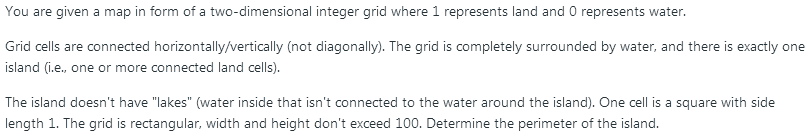 You are given a map in form of a two-dimensional integer grid where 1 represents land and 0 represents water.
Grid cells are connected horizontally/vertically (not diagonally). The grid is completely surrounded by water, and there is exactly one
island (i.e., one or more connected land cells).
The island doesn't have "lakes" (water inside that isn't connected to the water around the island). One cell is a square with side
length 1. The grid is rectangular, width and height don't exceed 100. Determine the perimeter of the island.